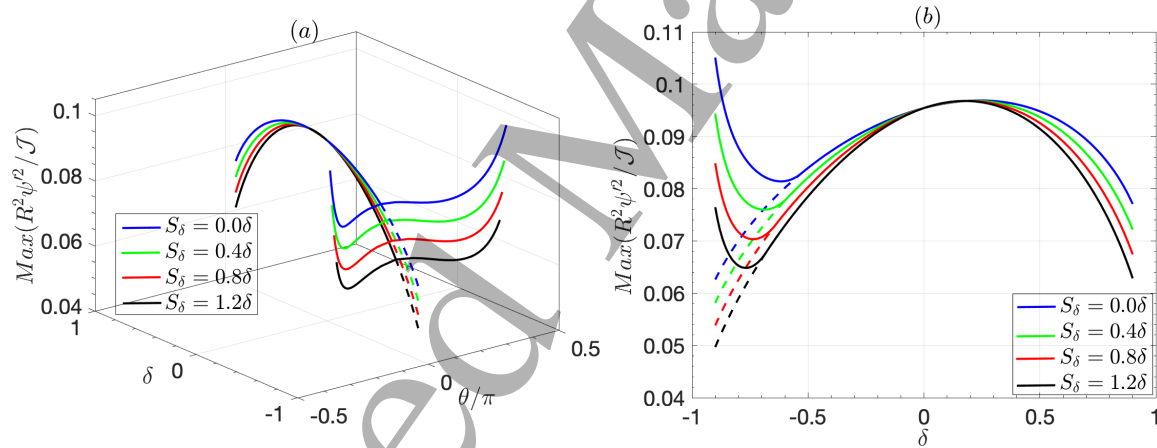 (a)
Max(R²ψ'²/𝒥)
0.1
0.08
0.06
0.04
1
0
-1
δ
-0.5
0
0.5
θ/π
S_δ = 0.0δ
S_δ = 0.4δ
S_δ = 0.8δ
S_δ = 1.2δ
(b)
Max(R²ψ'²/𝒥)
0.11
0.1
0.09
0.08
0.07
0.06
0.05
0.04
-1
-0.5
0
0.5
1
δ
S_δ = 0.0δ
S_δ = 0.4δ
S_δ = 0.8δ
S_δ = 1.2δ
ed Ma